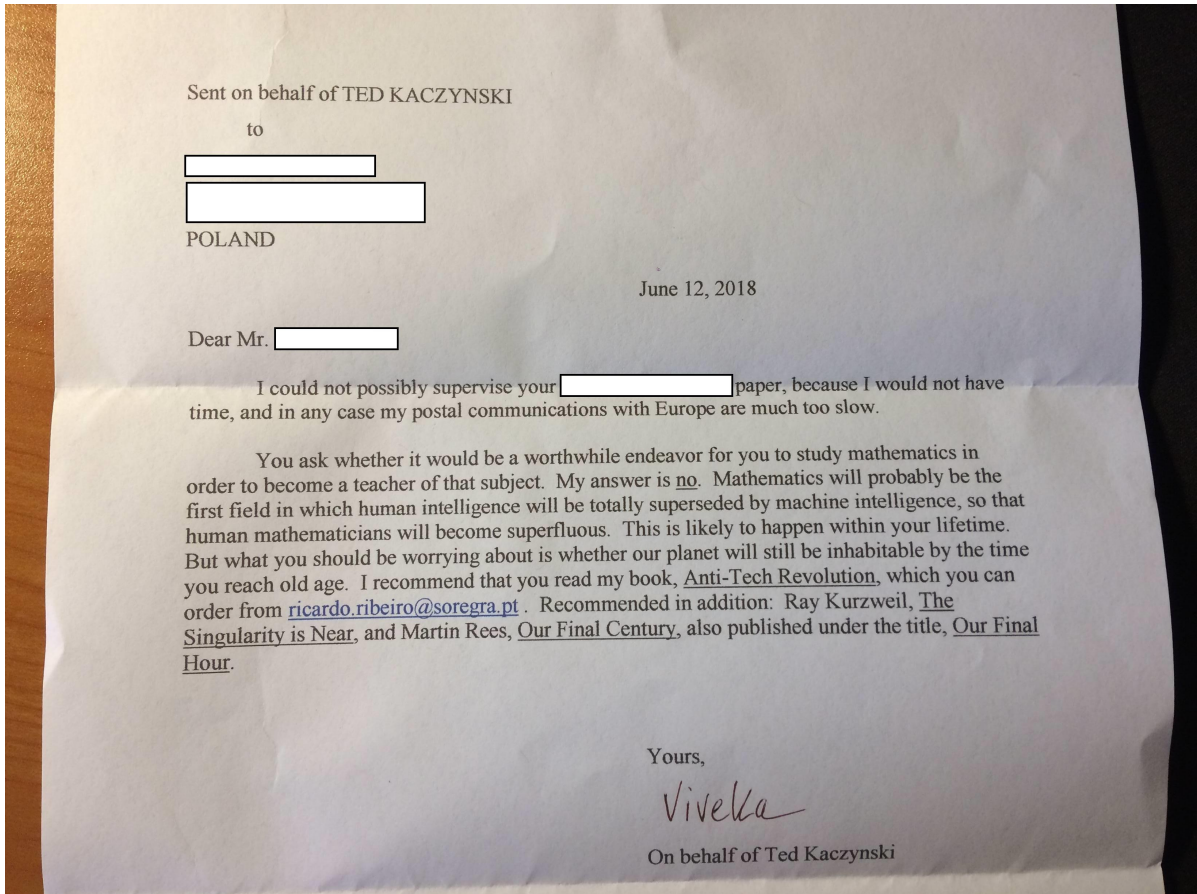 Sent on behalf of TED KACZYNSKI
to
POLAND
June 12, 2018
Dear Mr.
I could not possibly supervise your paper, because I would not have
time, and in any case my postal communications with Europe are much too slow.
You ask whether it would be a worthwhile endeavor for you to study mathematics in
order to become a teacher of that subject. My answer is no. Mathematics will probably be the
first field in which human intelligence will be totally superseded by machine intelligence, so that
human mathematicians will become superfluous. This is likely to happen within your lifetime.
But what you should be worrying about is whether our planet will still be inhabitable by the time
you reach old age. I recommend that you read my book, Anti-Tech Revolution, which you can
order from ricardo.ribeiro@soregra.pt . Recommended in addition: Ray Kurzweil, The
Singularity is Near, and Martin Rees, Our Final Century, also published under the title, Our Final
Hour.
Yours,
Viveka
On behalf of Ted Kaczynski